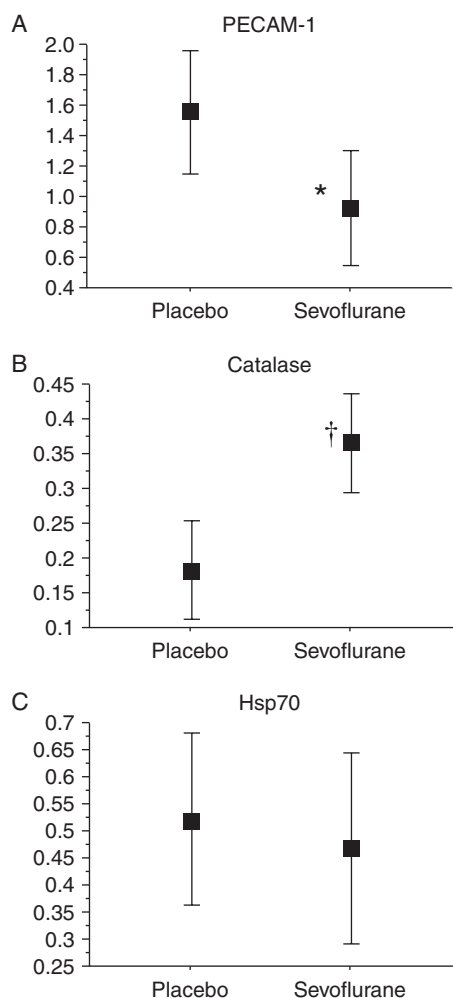 A
PECAM-1
2.0
1.8
1.6
1.4
1.2
1.0
0.8
0.6
0.4
*
Placebo
Sevoflurane
B
Catalase
0.45
0.4
0.35
0.3
0.25
0.2
0.15
0.1
†
Placebo
Sevoflurane
C
Hsp70
0.7
0.65
0.6
0.55
0.5
0.45
0.4
0.35
0.3
0.25
Placebo
Sevoflurane